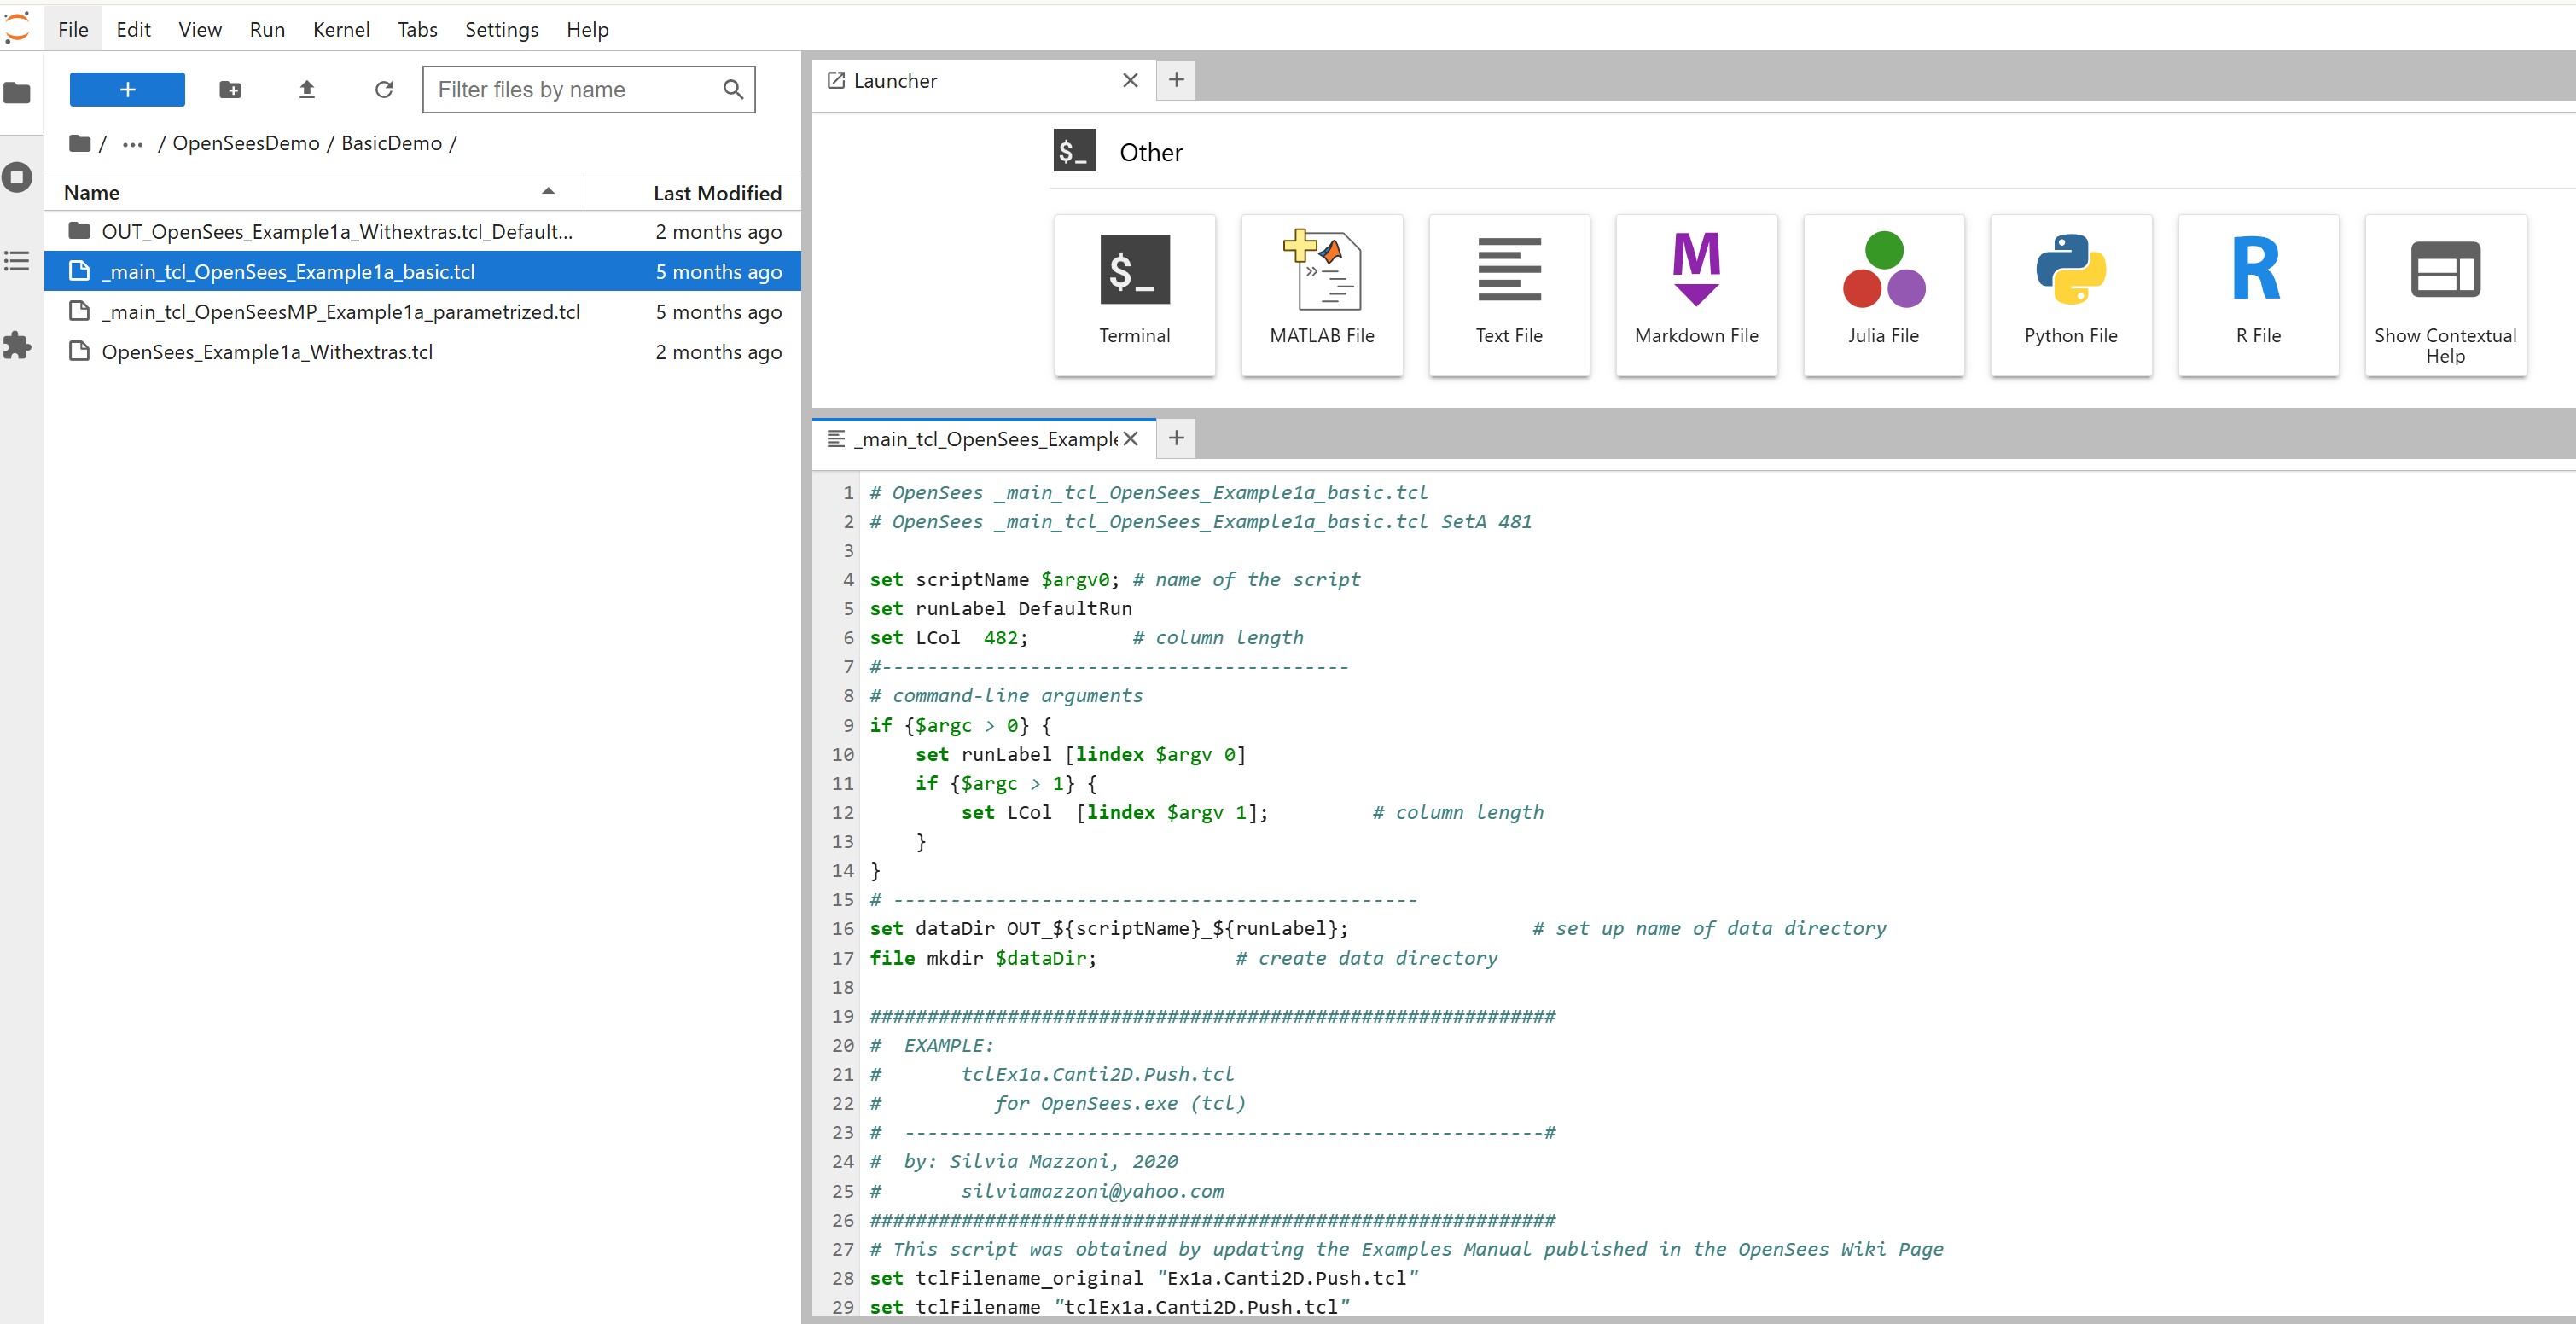 File Edit View Run Kernel Tabs Settings Help
+
Filter files by name
/ ... / OpenSeesDemo / BasicDemo /
Name Last Modified
OUT_OpenSees_Example1a_Withextras.tcl_Default... 2 months ago
_main_tcl_OpenSees_Example1a_basic.tcl 5 months ago
_main_tcl_OpenSeesMP_Example1a_parametrized.tcl 5 months ago
OpenSees_Example1a_Withextras.tcl 2 months ago
Launcher
$_ Other
$_
Terminal
MATLAB File
Text File
M
Markdown File
Julia File
Python File
R
R File
Show Contextual
Help
_main_tcl_OpenSees_Example
1 # OpenSees _main_tcl_OpenSees_Example1a_basic.tcl
2 # OpenSees _main_tcl_OpenSees_Example1a_basic.tcl SetA 481
3
4 set scriptName $argv0; # name of the script
5 set runLabel DefaultRun
6 set LCol  482;         # column length
7 #-----------------------------------------
8 # command-line arguments
9 if {$argc > 0} {
10     set runLabel [lindex $argv 0]
11     if {$argc > 1} {
12         set LCol  [lindex $argv 1];         # column length
13     }
14 }
15 # ----------------------------------------------
16 set dataDir OUT_${scriptName}_${runLabel};                # set up name of data directory
17 file mkdir $dataDir;            # create data directory
18
19 ############################################################
20 #  EXAMPLE:
21 #       tclEx1a.Canti2D.Push.tcl
22 #          for OpenSees.exe (tcl)
23 #  --------------------------------------------------------#
24 #  by: Silvia Mazzoni, 2020
25 #       silviamazzoni@yahoo.com
26 ############################################################
27 # This script was obtained by updating the Examples Manual published in the OpenSees Wiki Page
28 set tclFilename_original "Ex1a.Canti2D.Push.tcl"
29 set tclFilename "tclEx1a.Canti2D.Push.tcl"